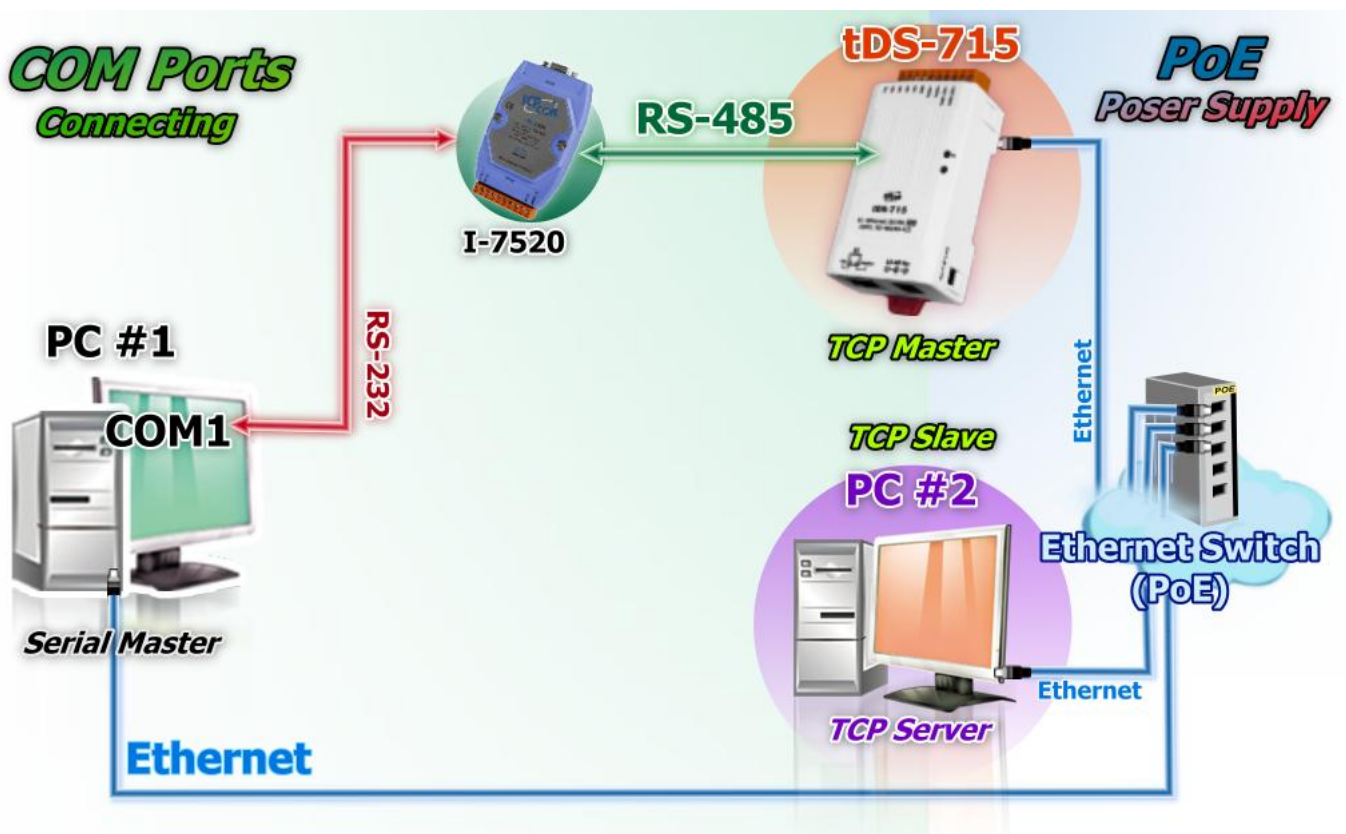 COM Ports
Connecting
tDS-715
PoE
Poser Supply
RS-485
I-7520
RS-232
PC #1
COM1
Serial Master
TCP Master
Ethernet
POE
TCP Slave
PC #2
Ethernet Switch
(PoE)
Ethernet
TCP Server
Ethernet